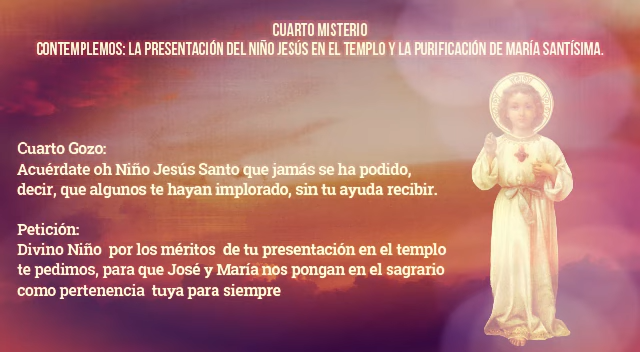 CUARTO MISTERIO
CONTEMPLEMOS: LA PRESENTACIÓN DEL NIÑO JESÚS EN EL TEMPLO Y LA PURIFICACIÓN DE MARÍA SANTÍSIMA.
Cuarto Gozo:
Acuérdate oh Niño Jesús Santo que jamás se ha podido,
decir, que algunos te hayan implorado, sin tu ayuda recibir.
Petición:
Divino Niño por los méritos de tu presentación en el templo
te pedimos, para que José y María nos pongan en el sagrario
como pertenencia tuya para siempre